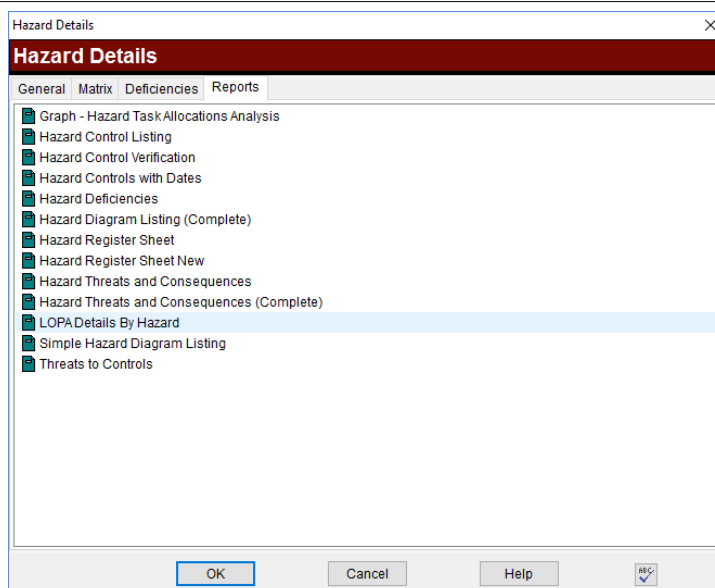 Hazard Details
Hazard Details
General Matrix Deficiencies Reports
Graph - Hazard Task Allocations Analysis
Hazard Control Listing
Hazard Control Verification
Hazard Controls with Dates
Hazard Deficiencies
Hazard Diagram Listing (Complete)
Hazard Register Sheet
Hazard Register Sheet New
Hazard Threats and Consequences
Hazard Threats and Consequences (Complete)
LOPA Details By Hazard
Simple Hazard Diagram Listing
Threats to Controls
OK Cancel Help ABC